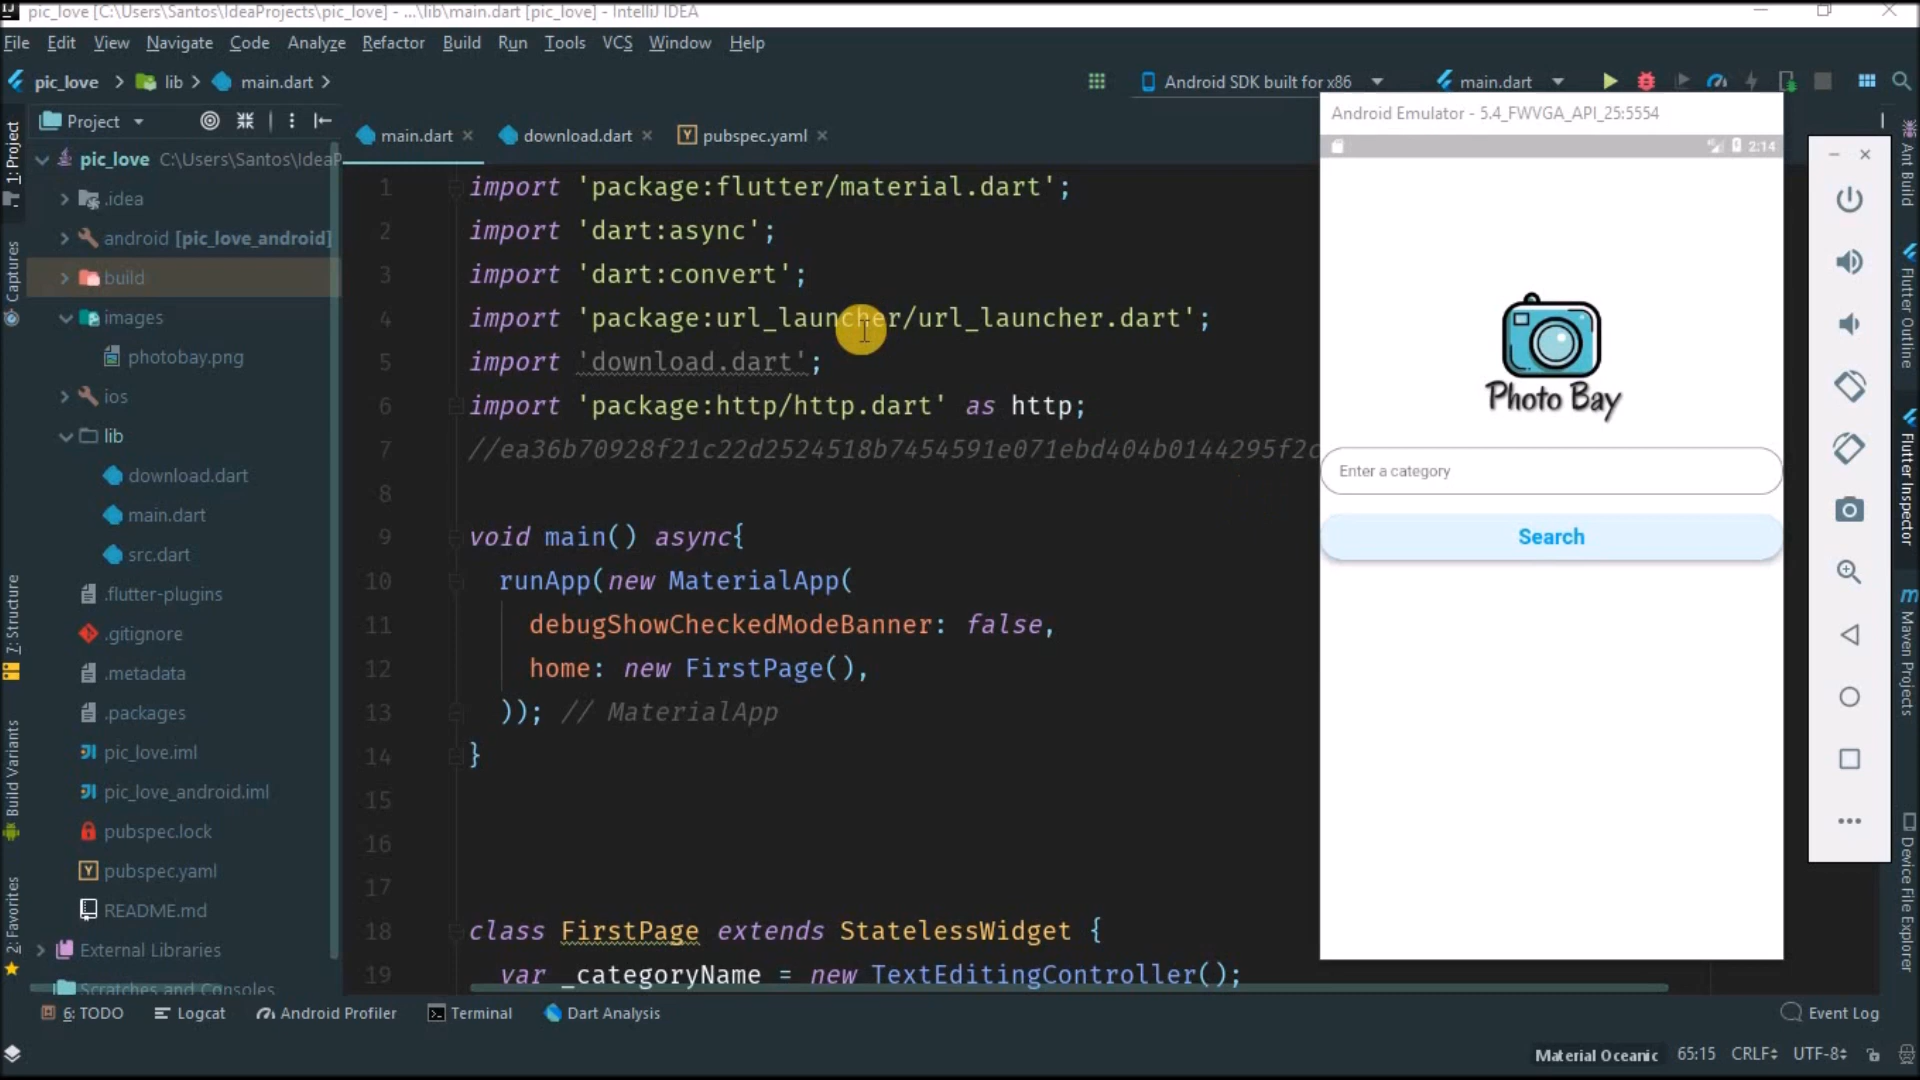 pic_love [C:\Users\Santos\IdeaProjects\pic_love] - ...\lib\main.dart [pic_love] - IntelliJ IDEA
File Edit View Navigate Code Analyze Refactor Build Run Tools VCS Window Help
pic_love lib main.dart Android SDK built for x86 main.dart
Project
main.dart download.dart pubspec.yaml
pic_love C:\Users\Santos\IdeaP
.idea
android [pic_love_android]
build
images
photobay.png
ios
lib
download.dart
main.dart
src.dart
.flutter-plugins
.gitignore
.metadata
.packages
pic_love.iml
pic_love_android.iml
pubspec.lock
pubspec.yaml
README.md
External Libraries
Scratches and Consoles
1: Project
Captures
7: Structure
Build Variants
2: Favorites
1 import 'package:flutter/material.dart';
2 import 'dart:async';
3 import 'dart:convert';
4 import 'package:url_launcher/url_launcher.dart';
5 import 'download.dart';
6 import 'package:http/http.dart' as http;
7 //ea36b70928f21c22d2524518b7454591e071ebd404b0144295f2c
8
9 void main() async{
10 runApp(new MaterialApp(
11 debugShowCheckedModeBanner: false,
12 home: new FirstPage(),
13 )); // MaterialApp
14 }
15
16
17
18 class FirstPage extends StatelessWidget {
19 var _categoryName = new TextEditingController();
Android Emulator - 5.4_FWVGA_API_25:5554
2:14
Photo Bay
Enter a category
Search
Ant Build
Flutter Outline
Flutter Inspector
Maven Projects
Device File Explorer
6: TODO Logcat Android Profiler Terminal Dart Analysis Event Log
Material Oceanic 65:15 CRLF UTF-8